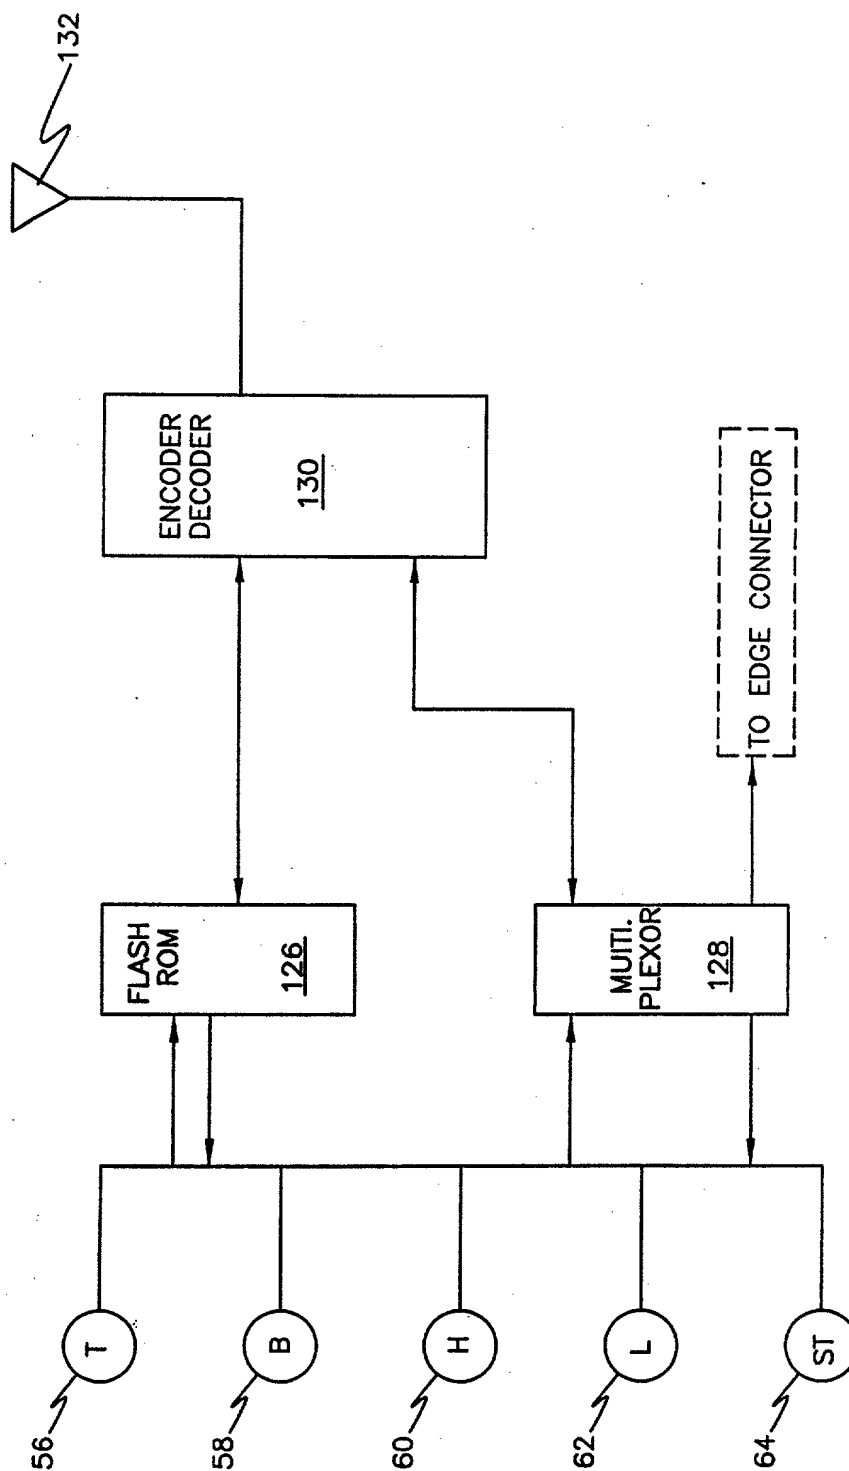 56
T
58
B
60
H
62
L
64
ST
FLASH
ROM
126
MUITI.
PLEXOR
128
ENCODER
DECODER
130
TO EDGE CONNECTOR
132